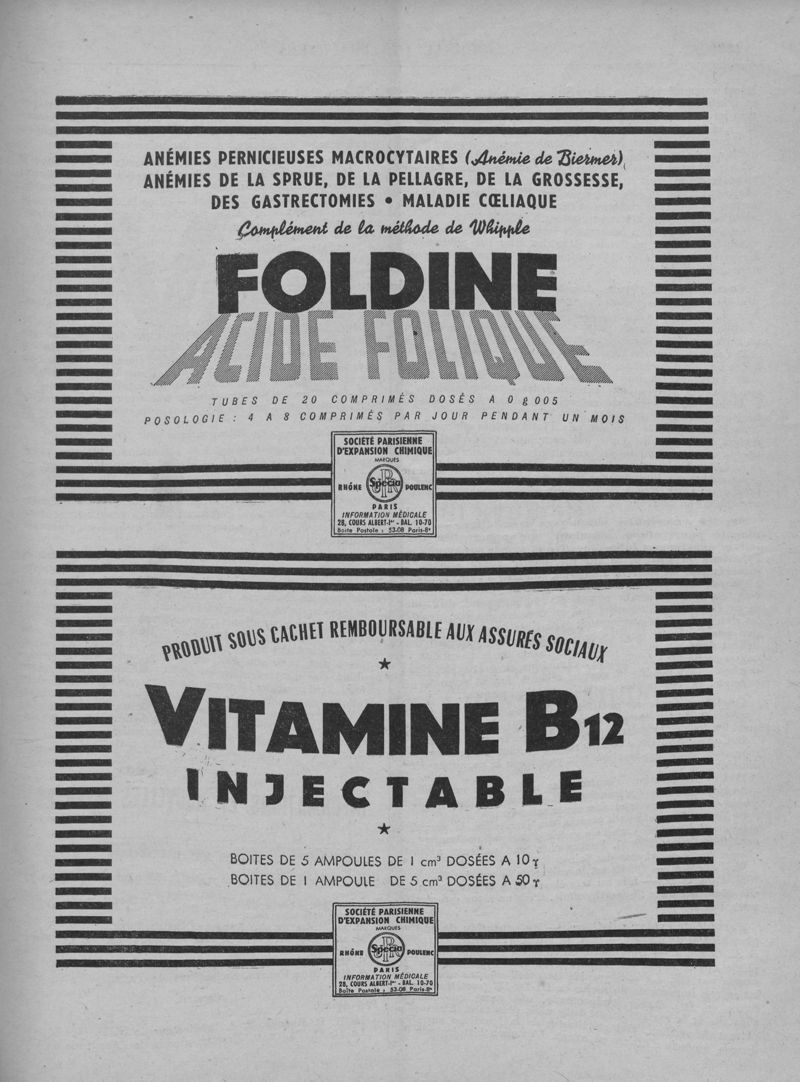 ANÉMIES PERNICIEUSES MACROCYTAIRES (Anémie de Biermer),
ANÉMIES DE LA SPRUE, DE LA PELLAGRE, DE LA GROSSESSE,
DES GASTRECTOMIES • MALADIE CŒLIAQUE
Complément de la méthode de Whipple
FOLDINE
ACIDE FOLIQUE
TUBES DE 20 COMPRIMÉS DOSÉS A 0 g 005
POSOLOGIE : 4 A 8 COMPRIMÉS PAR JOUR PENDANT UN MOIS
SOCIÉTÉ PARISIENNE
D'EXPANSION CHIMIQUE
MARQUES
RHÔNE Specia POULENC
PARIS
INFORMATION MÉDICALE
28, COURS ALBERT-Ier - BAL. 10-70
Boîte Postale : 53-08 Paris-8e
PRODUIT SOUS CACHET REMBOURSABLE AUX ASSURÉS SOCIAUX
★
VITAMINE B12
INJECTABLE
★
BOITES DE 5 AMPOULES DE 1 cm³ DOSÉES A 10 γ
BOITES DE 1 AMPOULE DE 5 cm³ DOSÉES A 50 γ
SOCIÉTÉ PARISIENNE
D'EXPANSION CHIMIQUE
MARQUES
RHÔNE Specia POULENC
PARIS
INFORMATION MÉDICALE
28, COURS ALBERT-Ier - BAL. 10-70
Boîte Postale : 53-08 Paris-8e